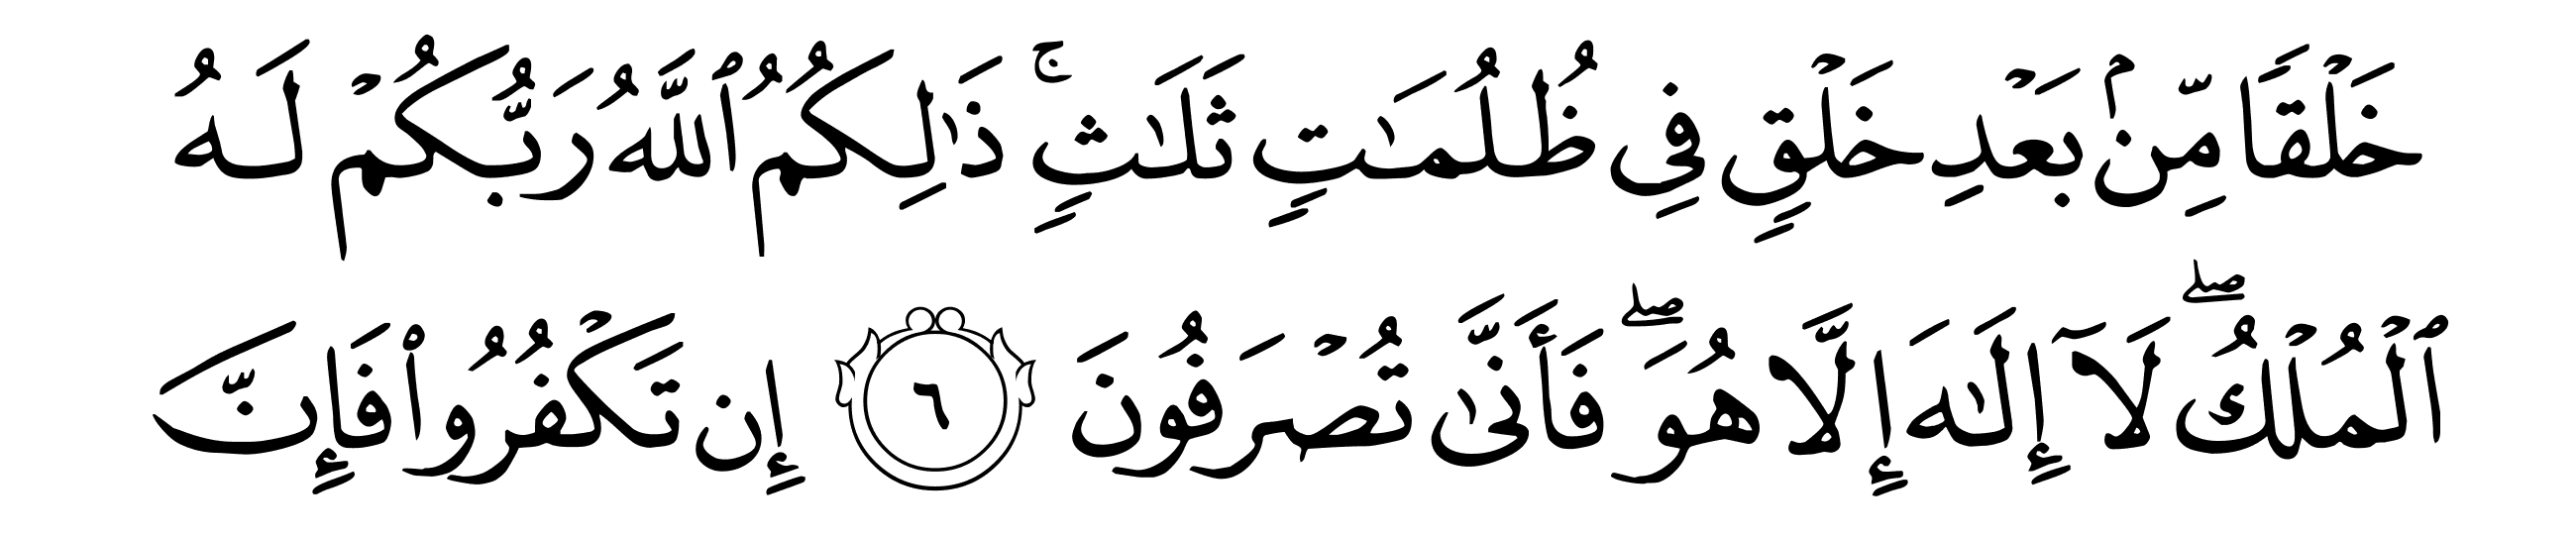 خَلْقًا مِّنۢ بَعْدِ خَلْقٍ فِي ظُلُمَٰتٍ ثَلَٰثٍ ۚ ذَٰلِكُمُ ٱللَّهُ رَبُّكُمْ لَهُ
ٱلْمُلْكُ ۖ لَآ إِلَٰهَ إِلَّا هُوَ ۖ فَأَنَّىٰ تُصْرَفُونَ ٦ إِن تَكْفُرُوا۟ فَإِنَّ